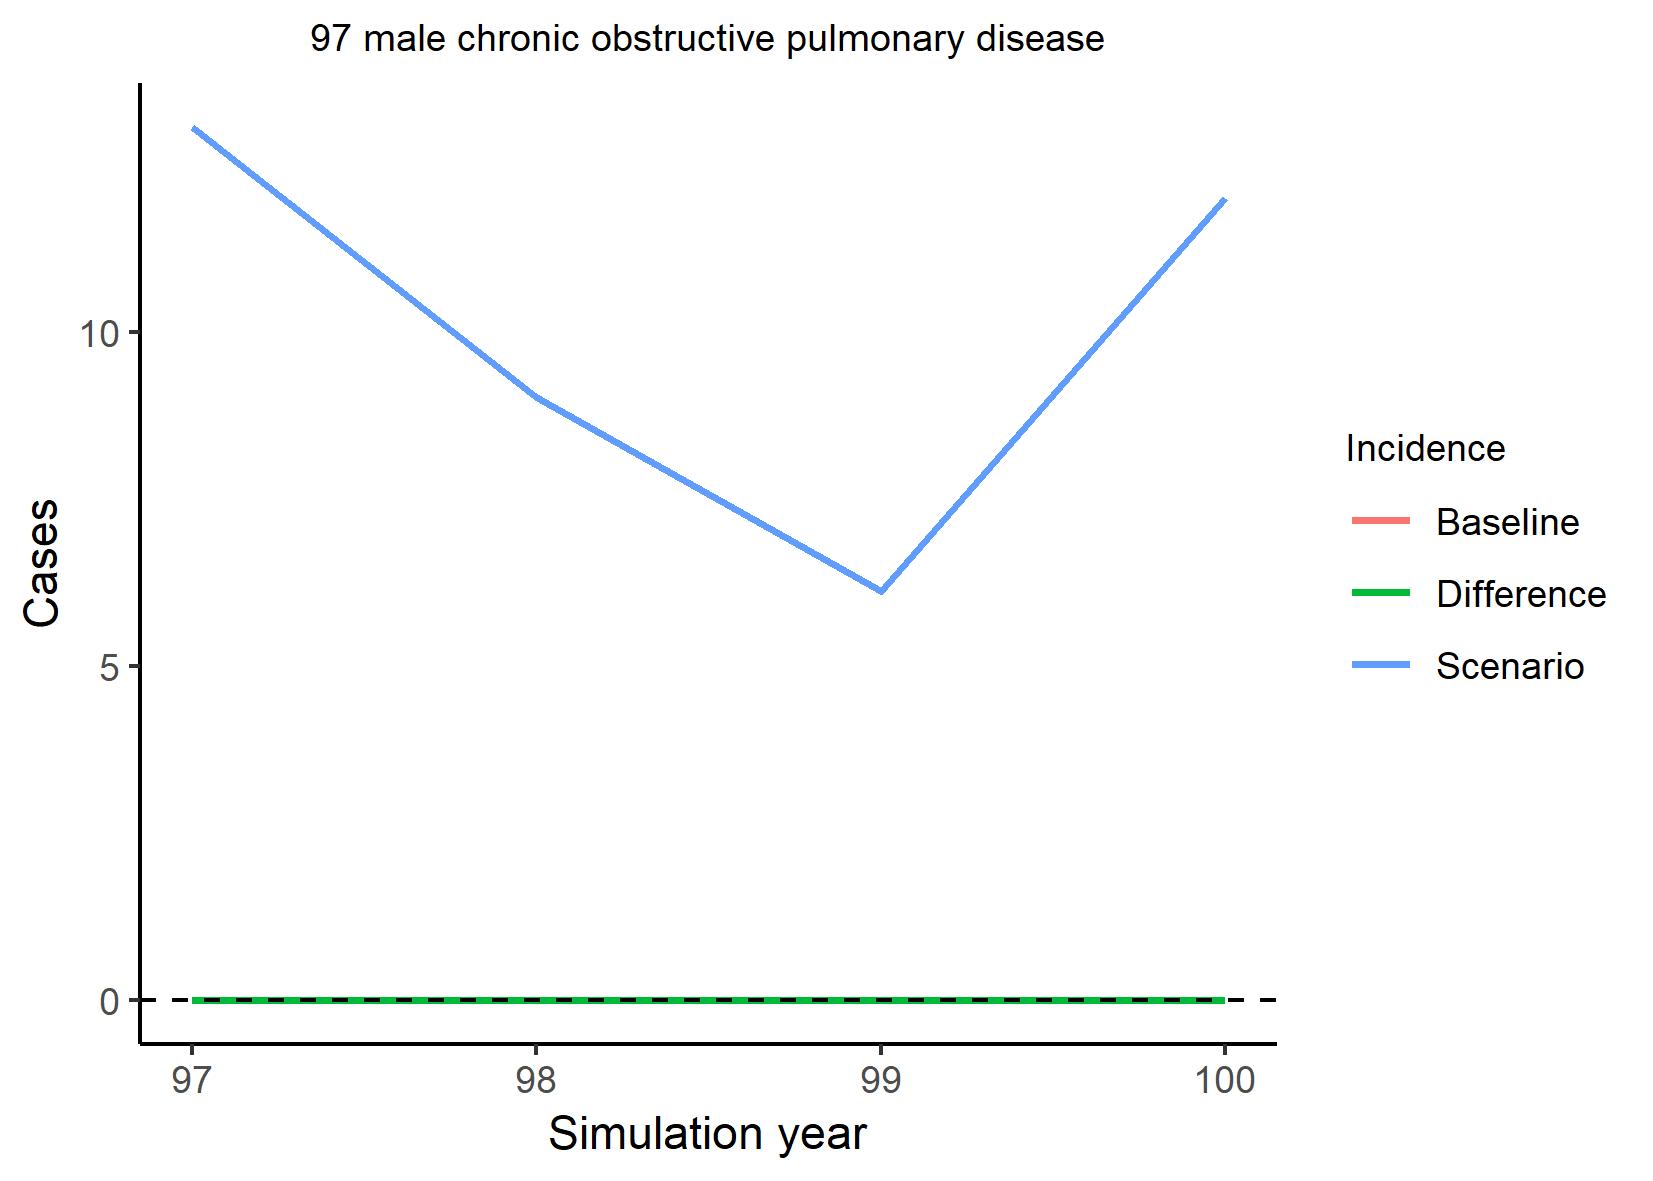 97 male chronic obstructive pulmonary disease
Cases
10
5
0
97 98 99 100
Simulation year
Incidence
Baseline
Difference
Scenario